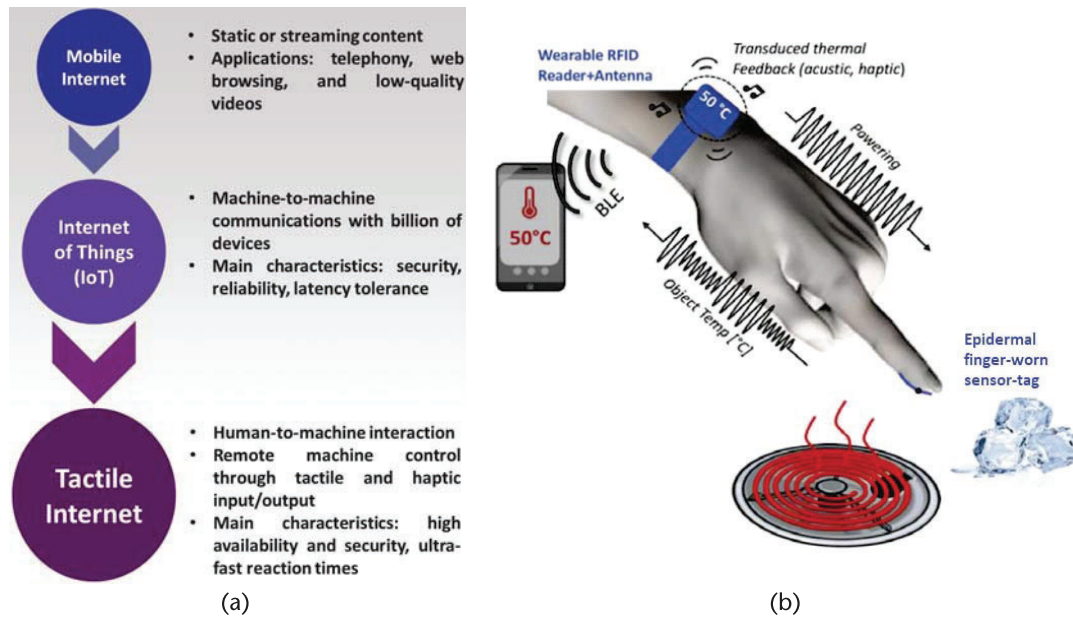 Mobile
Internet
• Static or streaming content
• Applications: telephony, web
browsing, and low-quality
videos
Internet
of Things
(IoT)
• Machine-to-machine
communications with billion of
devices
• Main characteristics: security,
reliability, latency tolerance
Tactile
Internet
• Human-to-machine interaction
• Remote machine control
through tactile and haptic
input/output
• Main characteristics: high
availability and security, ultra-
fast reaction times
(a)
Wearable RFID
Reader+Antenna
Transduced thermal
Feedback (acustic, haptic)
50 °C
Powering
BLE
50°C
Object Temp [°C]
Epidermal
finger-worn
sensor-tag
(b)